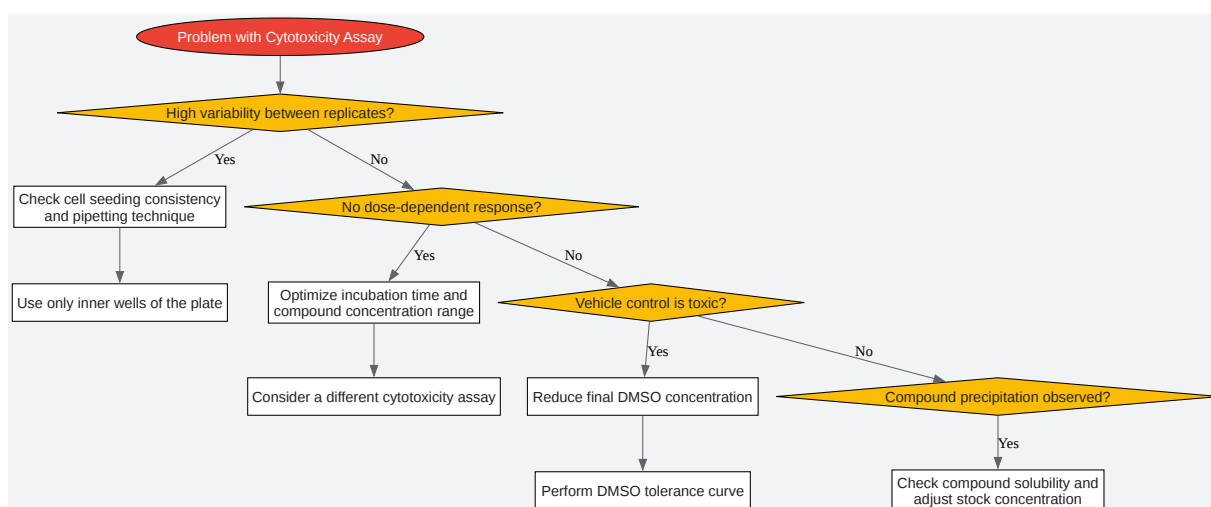 Problem with Cytotoxicity Assay
High variability between replicates?
Yes
No
Check cell seeding consistency
and pipetting technique
No dose-dependent response?
Yes
No
Use only inner wells of the plate
Optimize incubation time and
compound concentration range
Vehicle control is toxic?
Yes
No
Consider a different cytotoxicity assay
Reduce final DMSO concentration
Compound precipitation observed?
Yes
Perform DMSO tolerance curve
Check compound solubility and
adjust stock concentration